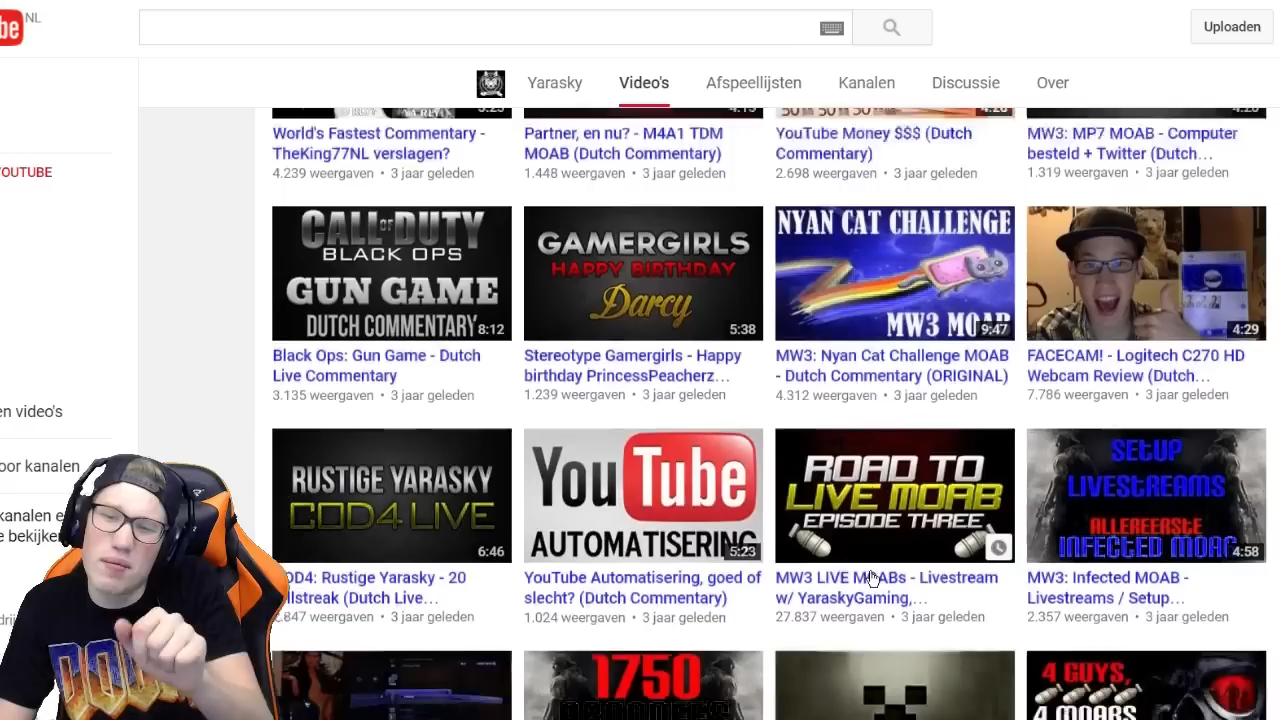 be NL
Uploaden
Yarasky Video's Afspeellijsten Kanalen Discussie Over
World's Fastest Commentary -
TheKing77NL verslagen?
4.239 weergaven • 3 jaar geleden
Partner, en nu? - M4A1 TDM
MOAB (Dutch Commentary)
1.448 weergaven • 3 jaar geleden
YouTube Money $$$ (Dutch
Commentary)
2.698 weergaven • 3 jaar geleden
MW3: MP7 MOAB - Computer
besteld + Twitter (Dutch…
1.319 weergaven • 3 jaar geleden
OUTUBE
CALL OF DUTY
BLACK OPS
GUN GAME
DUTCH COMMENTARY
8:12
Black Ops: Gun Game - Dutch
Live Commentary
3.135 weergaven • 3 jaar geleden
GAMERGIRLS
HAPPY BIRTHDAY
Darcy
5:38
Stereotype Gamergirls - Happy
birthday PrincessPeacherz…
1.239 weergaven • 3 jaar geleden
NYAN CAT CHALLENGE
MW3 MOAB
9:47
MW3: Nyan Cat Challenge MOAB
- Dutch Commentary (ORIGINAL)
4.312 weergaven • 3 jaar geleden
4:29
FACECAM! - Logitech C270 HD
Webcam Review (Dutch…
7.786 weergaven • 3 jaar geleden
en video's
oor kanalen
kanalen e
e bekijken
RUSTIGE YARASKY
COD4 LIVE
6:46
OD4: Rustige Yarasky - 20
llstreak (Dutch Live…
.847 weergaven • 3 jaar geleden
YouTube
AUTOMATISERING
5:23
YouTube Automatisering, goed of
slecht? (Dutch Commentary)
1.024 weergaven • 3 jaar geleden
ROAD TO
LIVE MOAB
EPISODE THREE
MW3 LIVE MOABs - Livestream
w/ YaraskyGaming,…
27.837 weergaven • 3 jaar geleden
SETUP
LIVESTREAMS
ALLEREERSTE
INFECTED MOAB
4:58
MW3: Infected MOAB -
Livestreams / Setup…
2.357 weergaven • 3 jaar geleden
DOOM
1750
4 GUYS,
4 MOABS